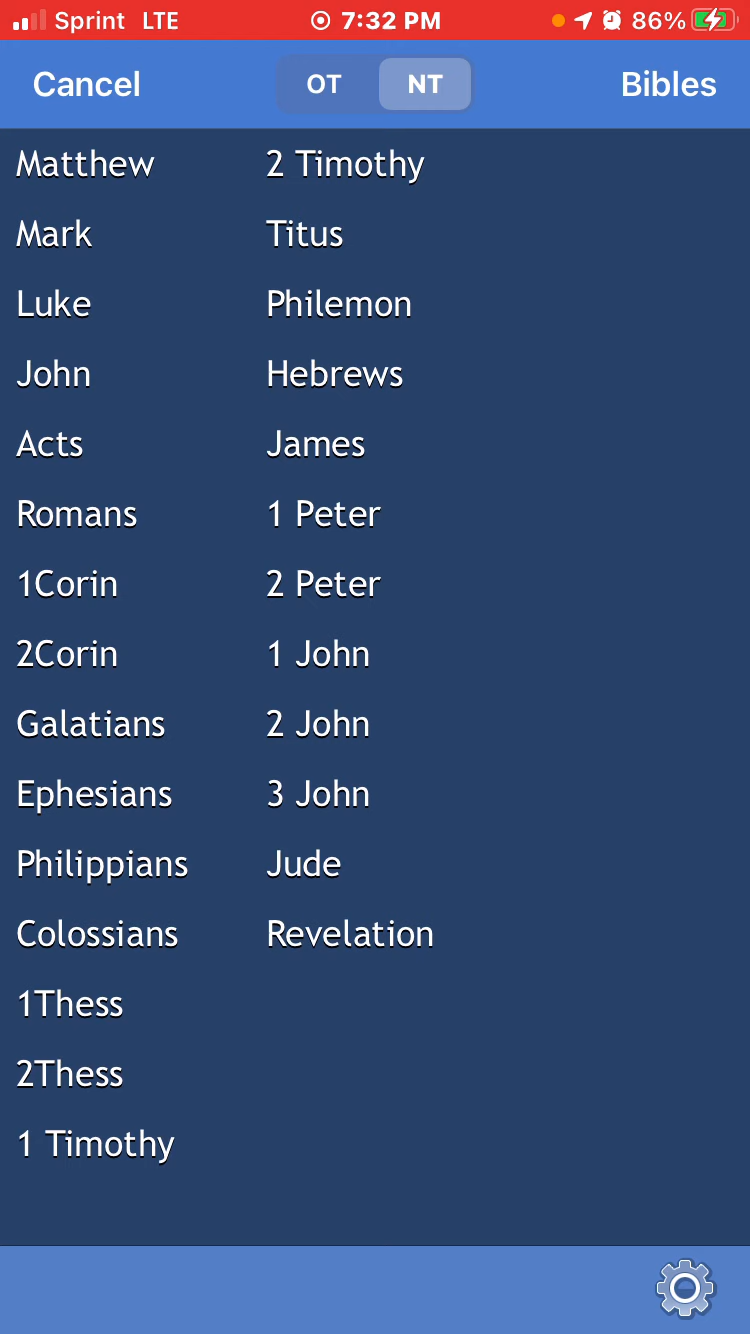 Sprint LTE 7:32 PM 86%
Cancel OT NT Bibles
Matthew
Mark
Luke
John
Acts
Romans
1Corin
2Corin
Galatians
Ephesians
Philippians
Colossians
1Thess
2Thess
1 Timothy
2 Timothy
Titus
Philemon
Hebrews
James
1 Peter
2 Peter
1 John
2 John
3 John
Jude
Revelation